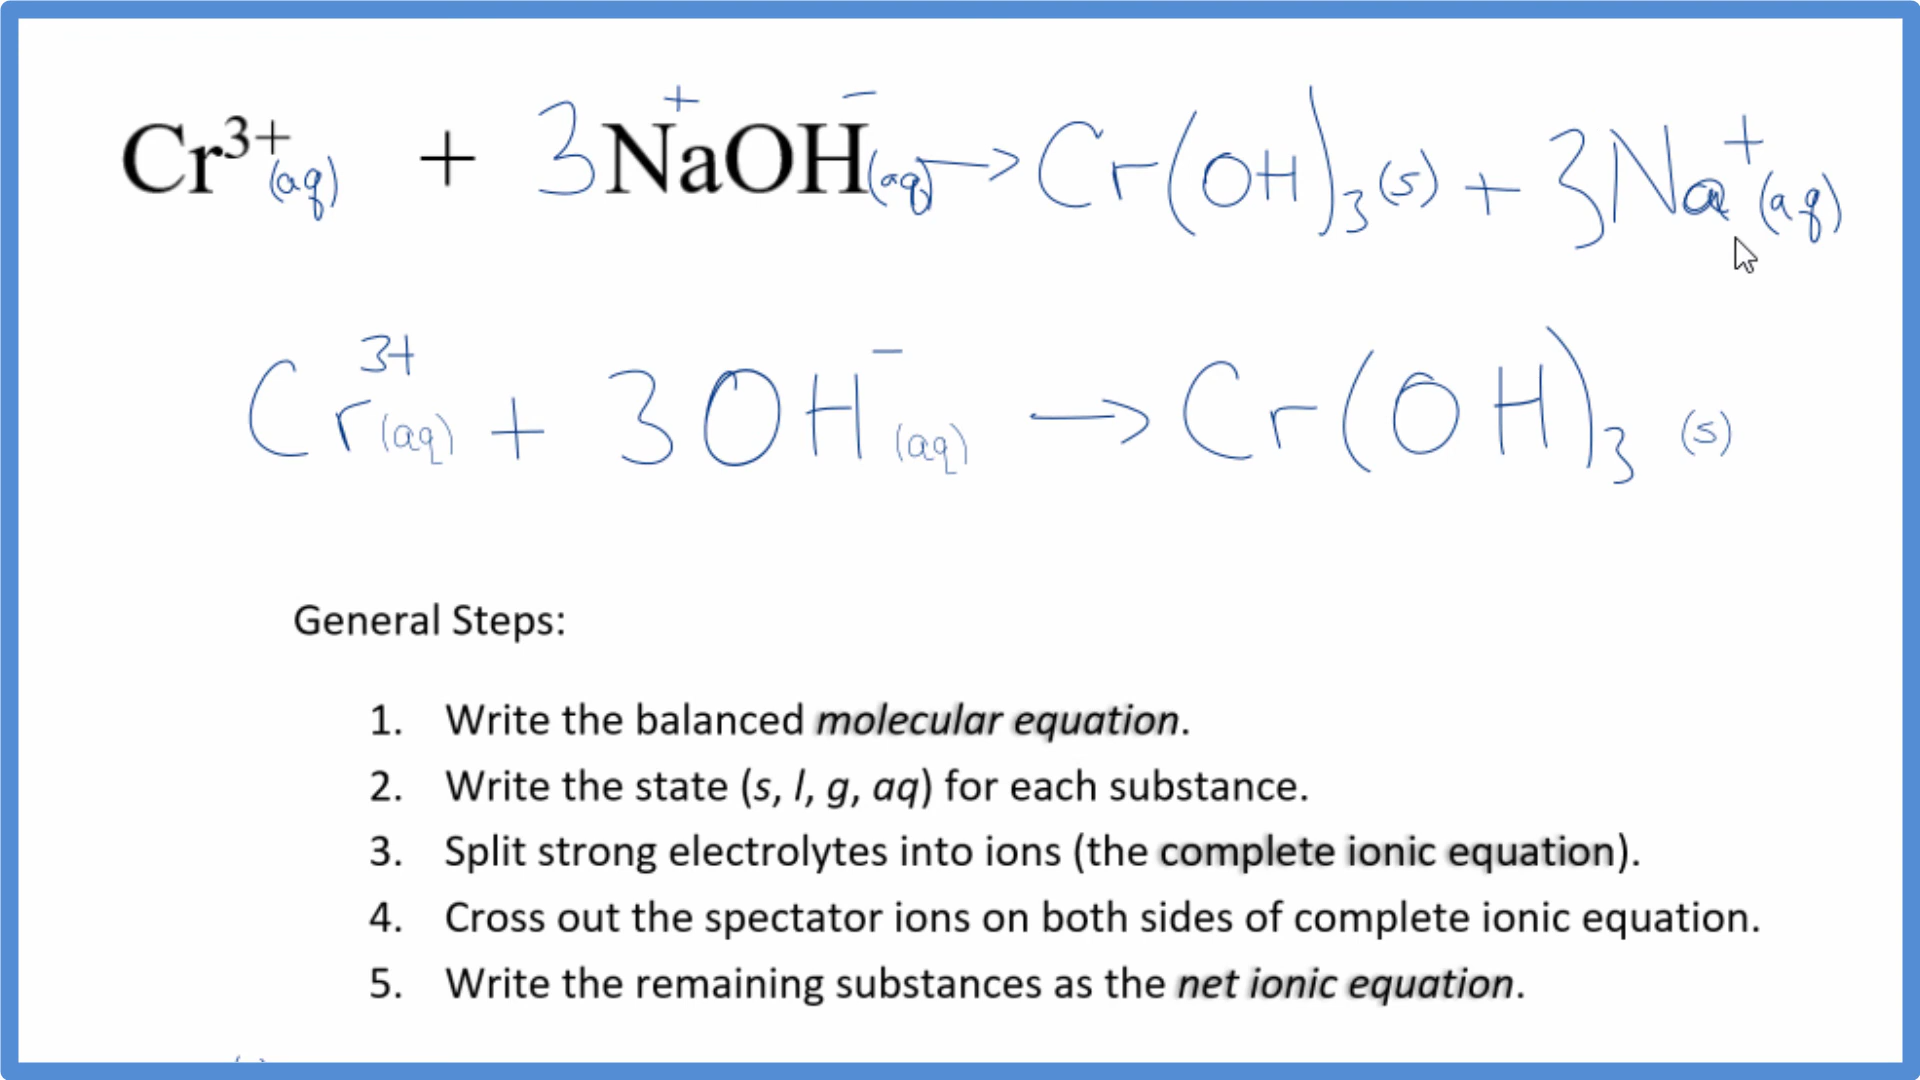 Cr³⁺(aq) + 3Na⁺OH⁻(aq) → Cr(OH)₃(s) + 3Na⁺(aq)
Cr³⁺(aq) + 3OH⁻(aq) → Cr(OH)₃(s)
General Steps:
1. Write the balanced molecular equation.
2. Write the state (s, l, g, aq) for each substance.
3. Split strong electrolytes into ions (the complete ionic equation).
4. Cross out the spectator ions on both sides of complete ionic equation.
5. Write the remaining substances as the net ionic equation.